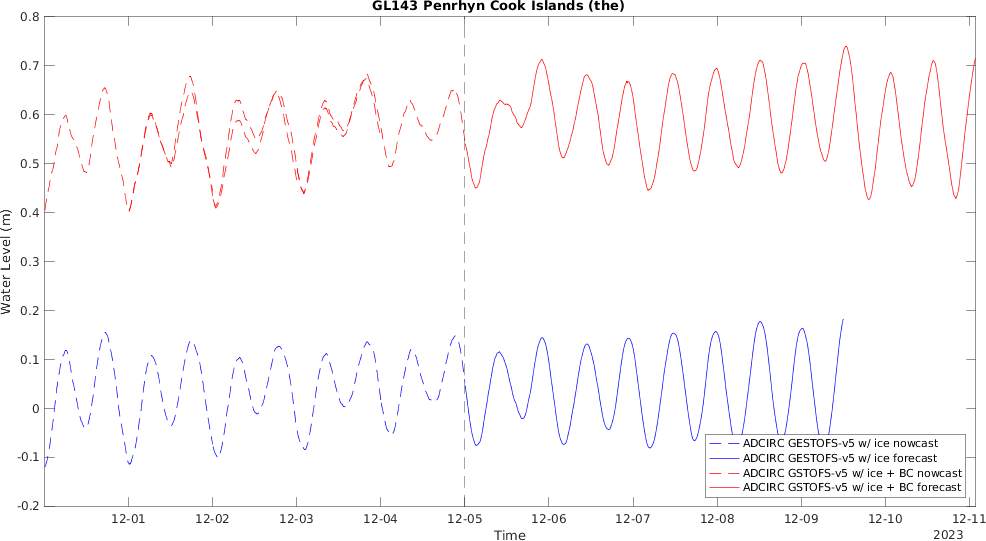 GL143 Penrhyn Cook Islands (the)
0.8
0.7
0.6
0.5
0.4
0.3
0.2
0.1
0
-0.1
-0.2
Water Level (m)
ADCIRC GESTOFS-v5 w/ ice nowcast
ADCIRC GESTOFS-v5 w/ ice forecast
ADCIRC GSTOFS-v5 w/ ice + BC nowcast
ADCIRC GSTOFS-v5 w/ ice + BC forecast
12-01 12-02 12-03 12-04 12-05 12-06 12-07 12-08 12-09 12-10 12-11
Time
2023